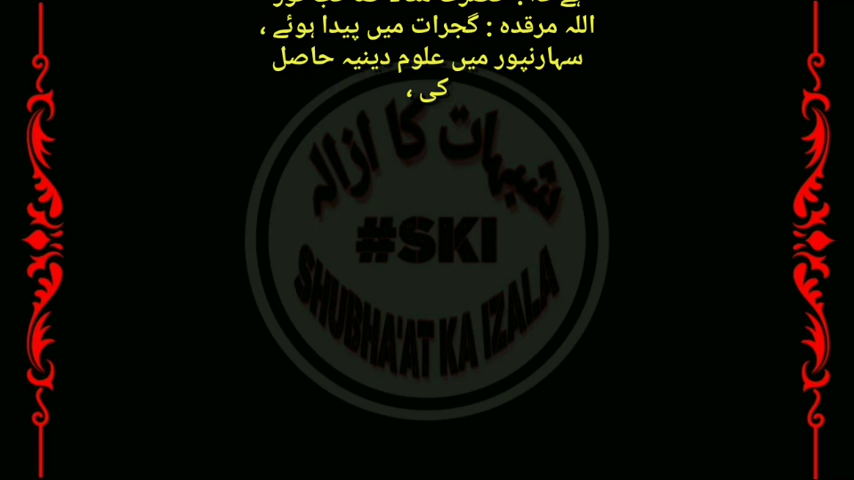 اللہ مرقدہ : گجرات میں پیدا ہوئے ،
سہارنپور میں علوم دینیہ حاصل
کی ،
شبہات کا ازالہ
#SKI
SHUBHA'AT KA IZALA